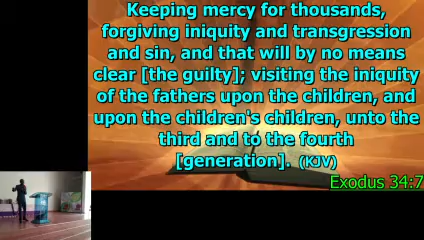 Keeping mercy for thousands,
forgiving iniquity and transgression
and sin, and that will by no means
clear [the guilty]; visiting the iniquity
of the fathers upon the children, and
upon the children's children, unto the
third and to the fourth
[generation]. (KJV)
Exodus 34:7